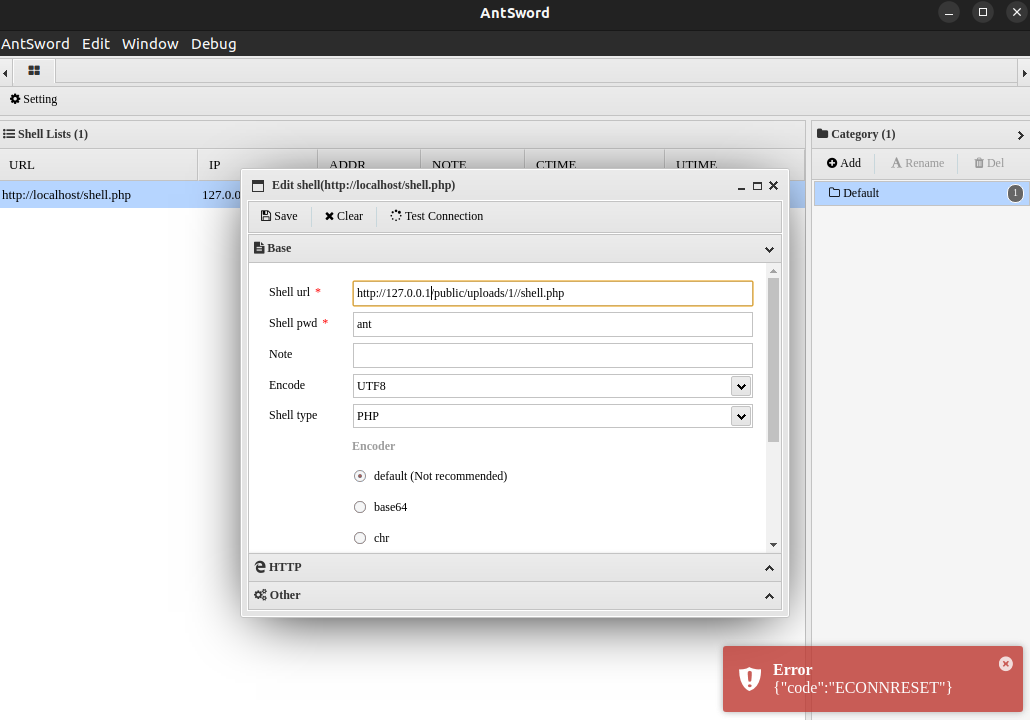 AntSword
AntSword Edit Window Debug
Setting
Shell Lists (1)
URL IP ADDR NOTE CTIME UTIME
http://localhost/shell.php 127.0.0
Category (1)
Add Rename Del
Default 1
Edit shell(http://localhost/shell.php)
Save Clear Test Connection
Base
Shell url * http://127.0.0.1/public/uploads/1//shell.php
Shell pwd * ant
Note
Encode UTF8
Shell type PHP
Encoder
default (Not recommended)
base64
chr
HTTP
Other
Error
{"code":"ECONNRESET"}